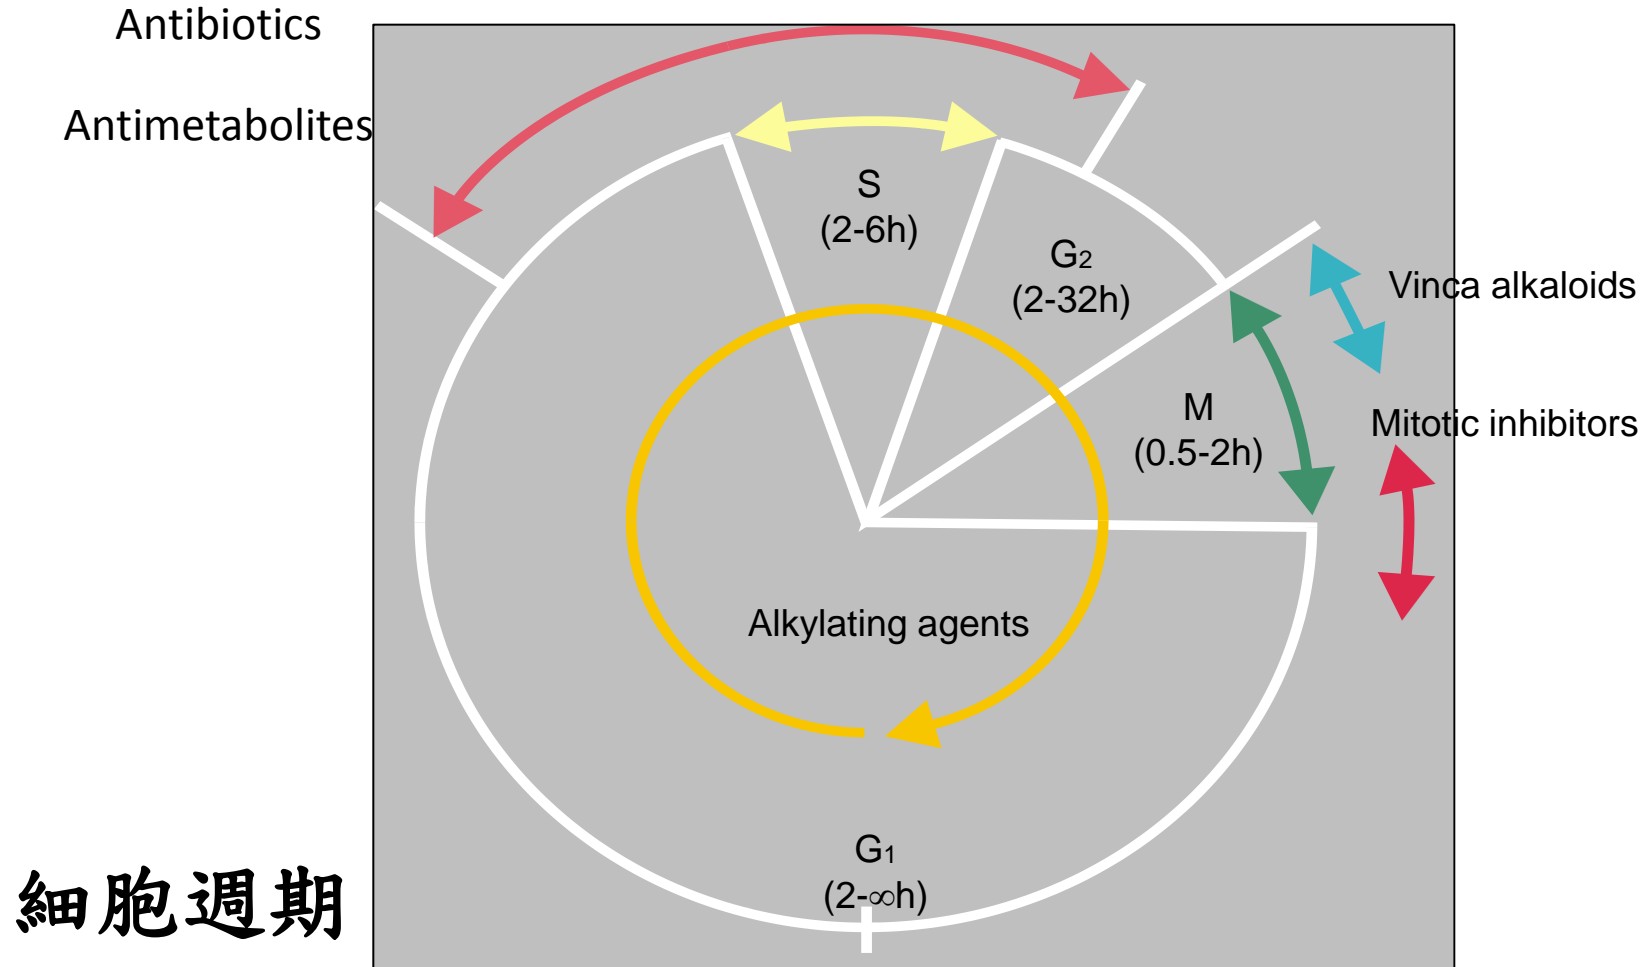 Antibiotics
Antimetabolites
S
(2-6h)
G2
(2-32h)
Vinca alkaloids
M
(0.5-2h)
Mitotic inhibitors
Alkylating agents
G1
(2-∞h)
細胞週期